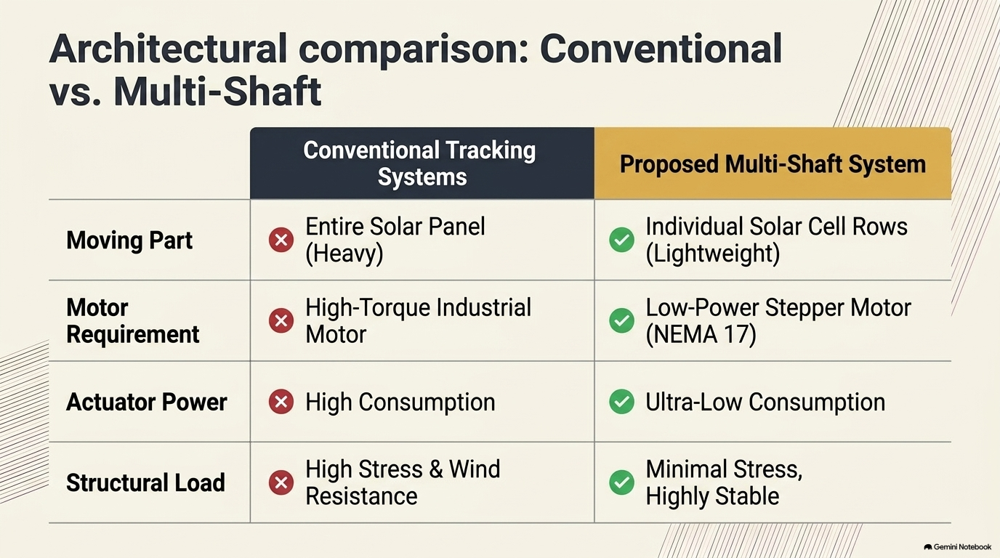 Architectural comparison: Conventional
vs. Multi-Shaft
Conventional Tracking
Systems
Proposed Multi-Shaft System
Moving Part
Entire Solar Panel
(Heavy)
Individual Solar Cell Rows
(Lightweight)
Motor
Requirement
High-Torque Industrial
Motor
Low-Power Stepper Motor
(NEMA 17)
Actuator Power
High Consumption
Ultra-Low Consumption
Structural Load
High Stress & Wind
Resistance
Minimal Stress,
Highly Stable
Gemini Notebook